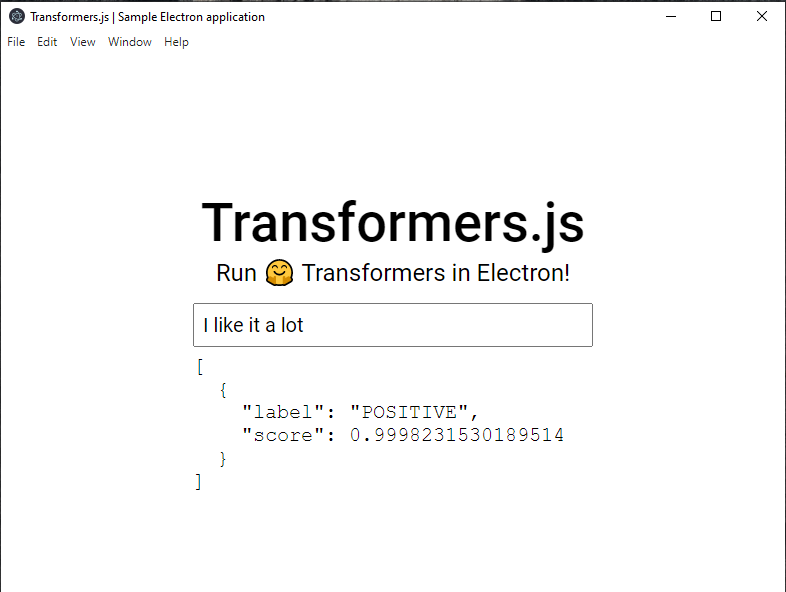 Transformers.js | Sample Electron application
File Edit View Window Help
Transformers.js
Run 🤗 Transformers in Electron!
I like it a lot
[
  {
    "label": "POSITIVE",
    "score": 0.9998231530189514
  }
]